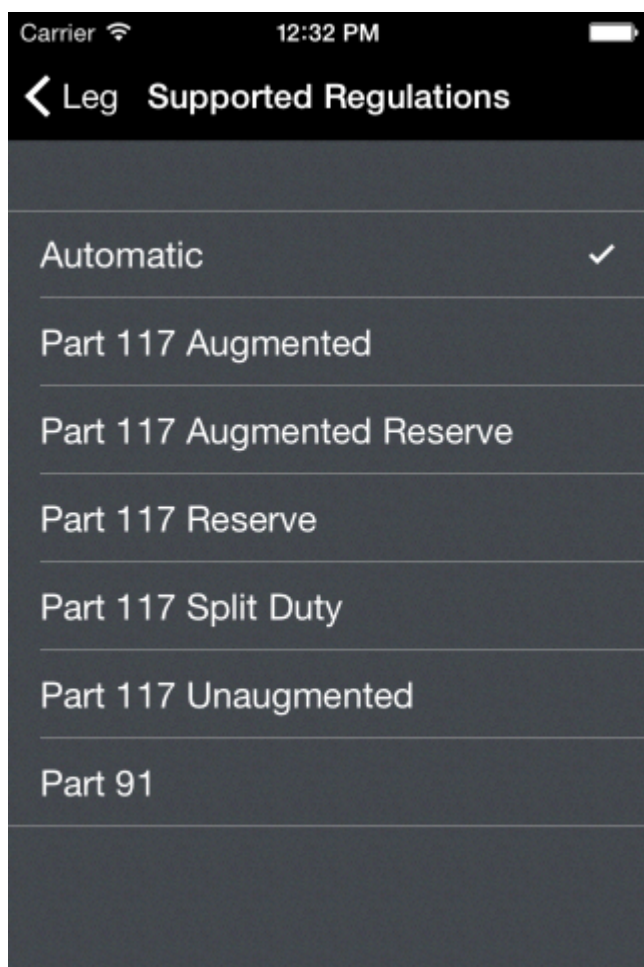 Carrier 12:32 PM
Leg Supported Regulations
Automatic
Part 117 Augmented
Part 117 Augmented Reserve
Part 117 Reserve
Part 117 Split Duty
Part 117 Unaugmented
Part 91